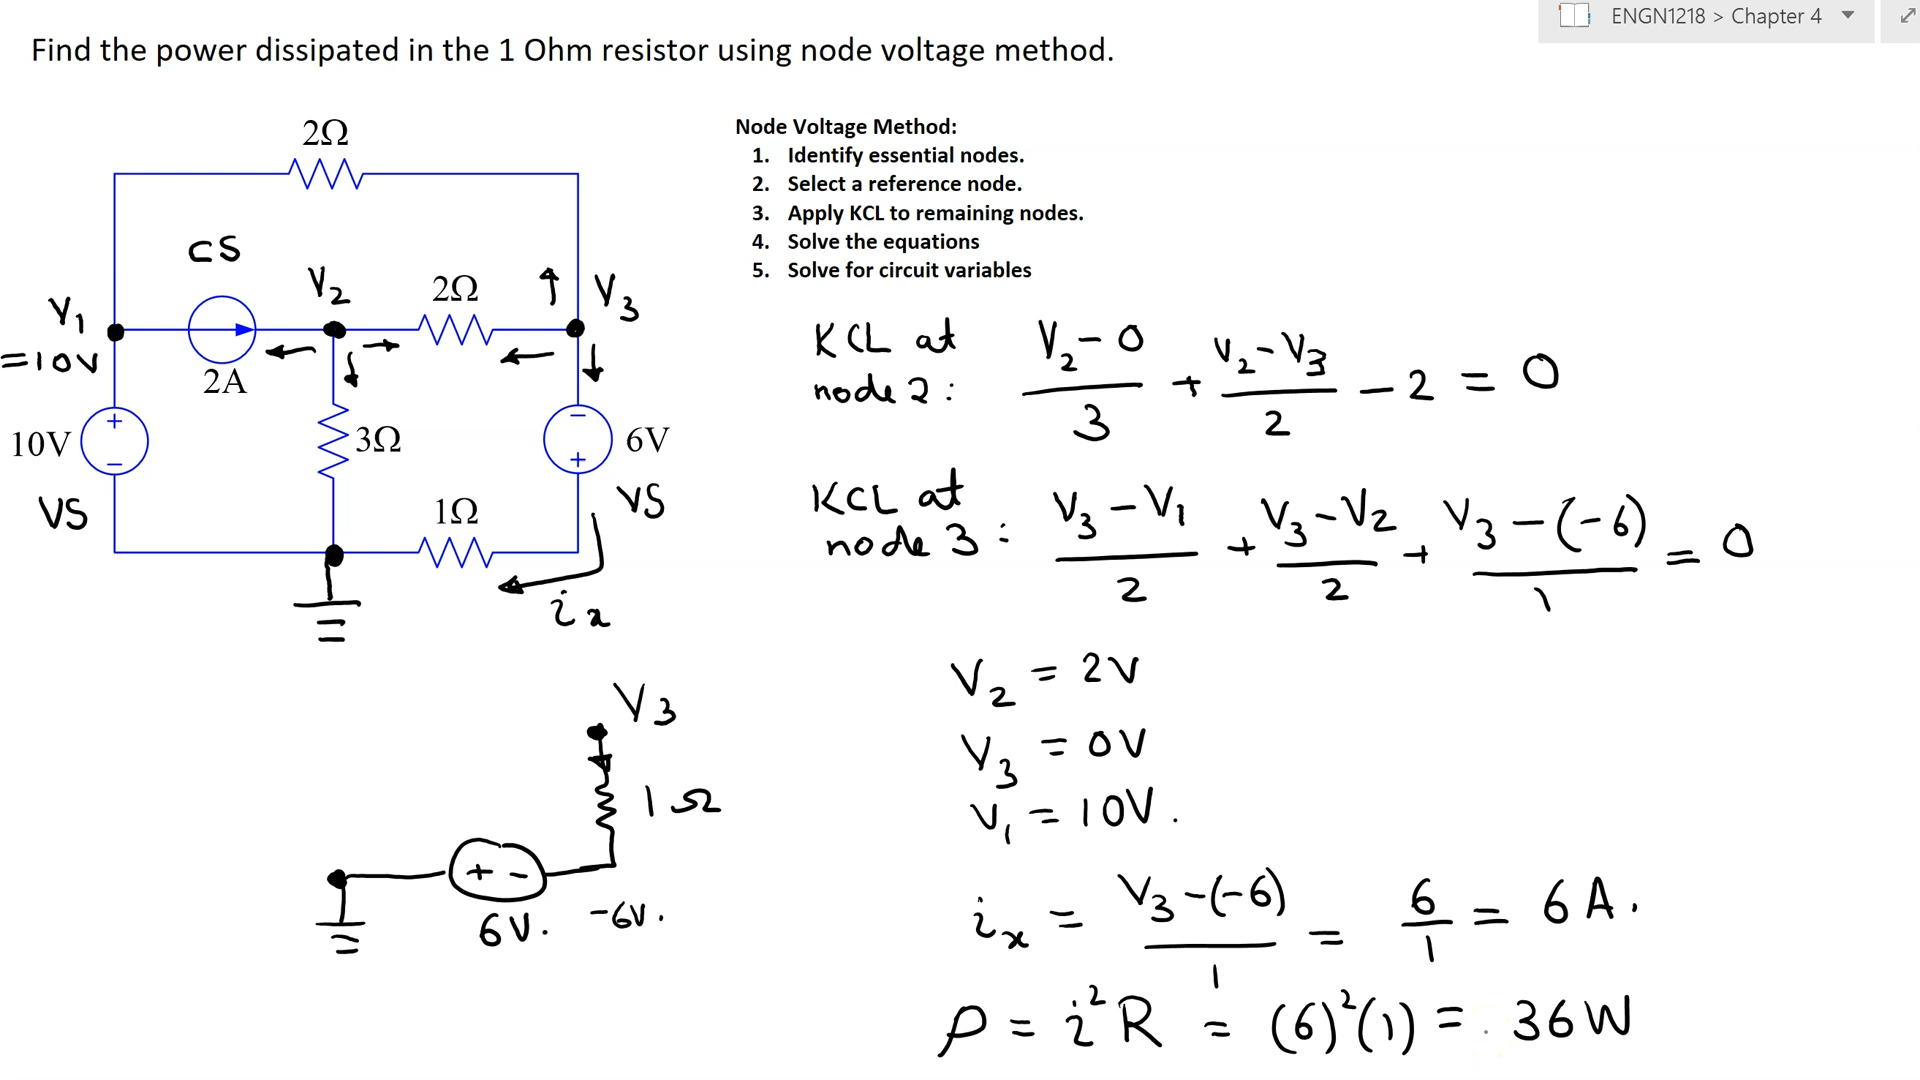 ENGN1218 > Chapter 4
Find the power dissipated in the 1 Ohm resistor using node voltage method.
Node Voltage Method:
1. Identify essential nodes.
2. Select a reference node.
3. Apply KCL to remaining nodes.
4. Solve the equations
5. Solve for circuit variables
2Ω
CS
V₂
2Ω
V₃
V₁
=10V
2A
10V
+
−
3Ω
−
+
6V
VS
1Ω
VS
iₓ
KCL at node 2: (V₂-0)/3 + (V₂-V₃)/2 - 2 = 0
KCL at node 3: (V₃-V₁)/2 + (V₃-V₂)/2 + (V₃-(-6))/1 = 0
V₃
1Ω
+ -
6V.
-6V.
V₂ = 2V
V₃ = 0V
V₁ = 10V.
iₓ = (V₃-(-6))/1 = 6/1 = 6A.
P = i²R = (6)²(1) = 36W